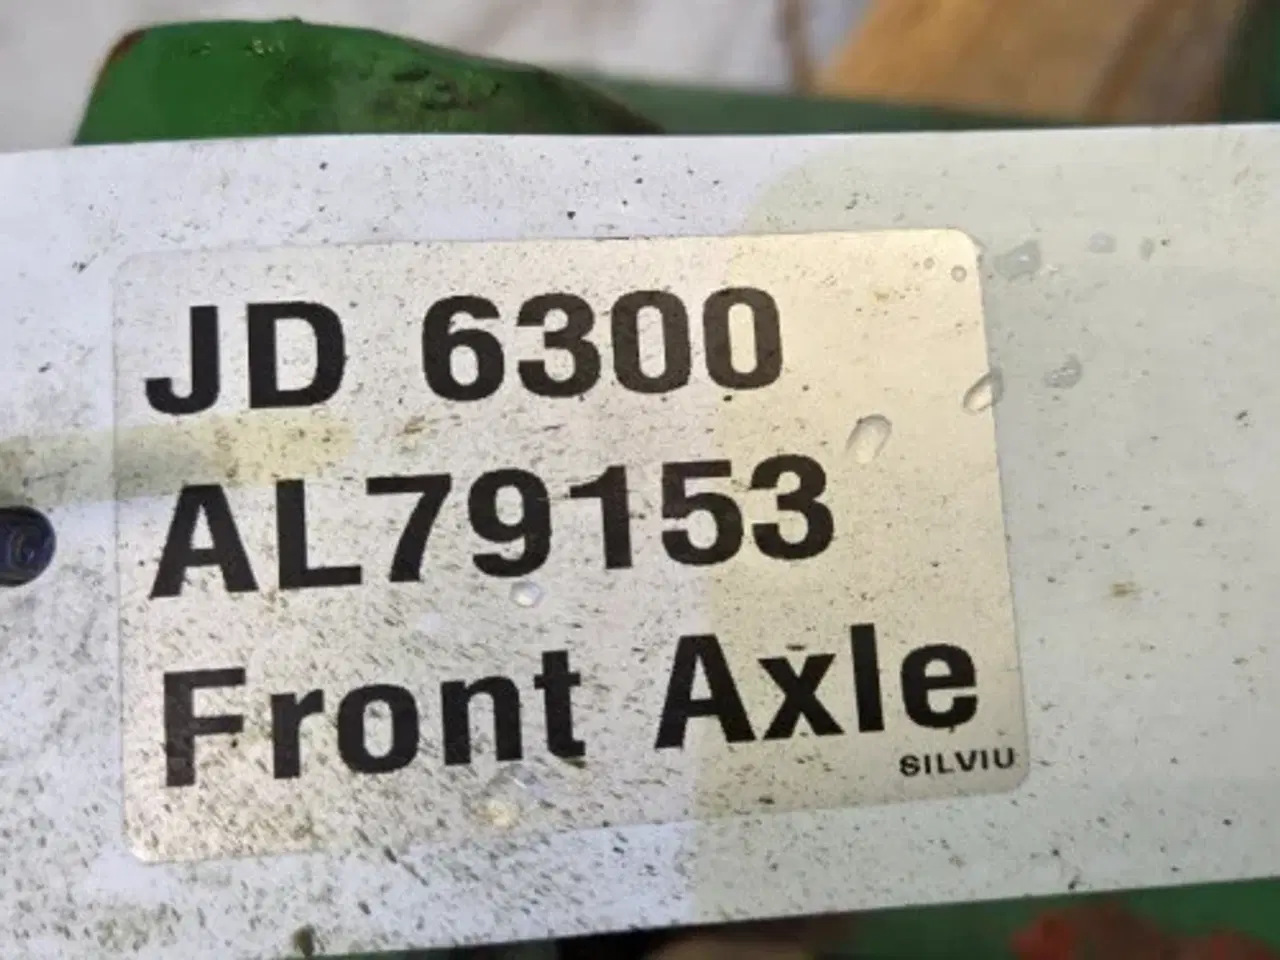 JD 6300
AL79153
Front Axle
SILVIU